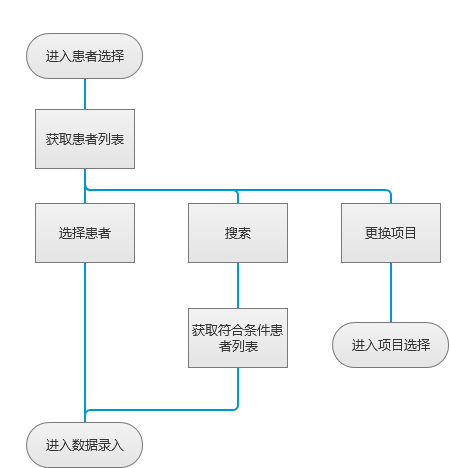 进入患者选择
获取患者列表
选择患者
搜索
更换项目
获取符合条件患
者列表
进入项目选择
进入数据录入